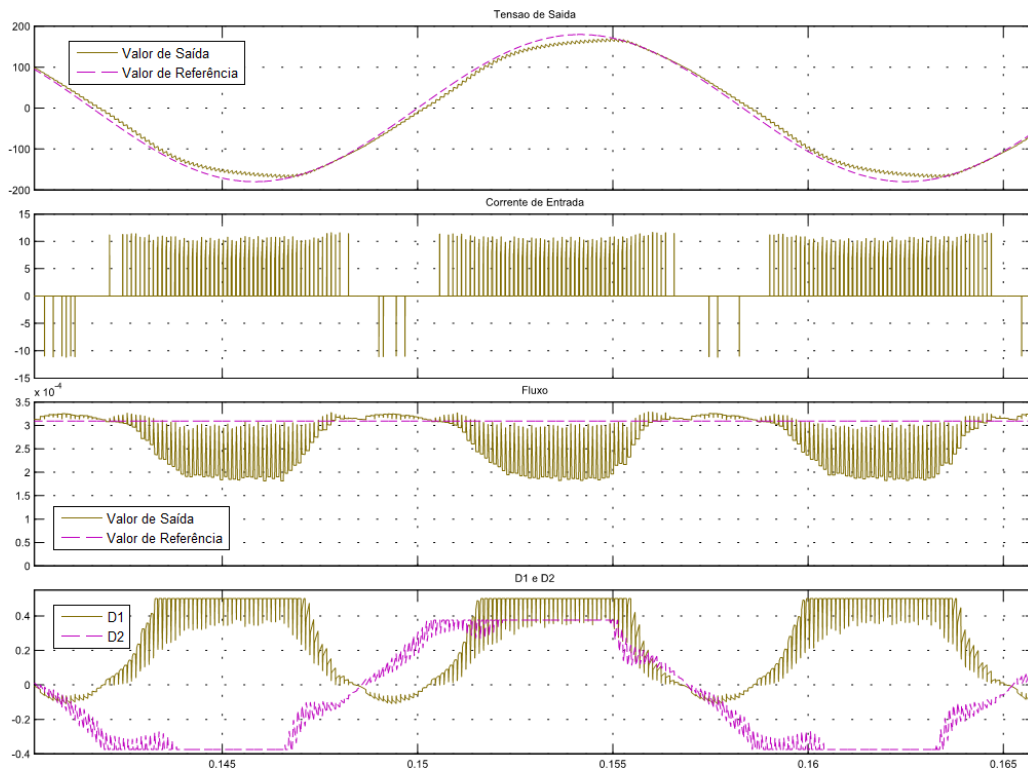 Tensao de Saida
200
100
0
-100
-200
Valor de Saída
Valor de Referência
Corrente de Entrada
15
10
5
0
-5
-10
-15
x 10⁻⁴
Fluxo
3.5
3
2.5
2
1.5
1
0.5
0
Valor de Saída
Valor de Referência
D1 e D2
0.4
0.2
0
-0.2
-0.4
D1
D2
0.145
0.15
0.155
0.16
0.165